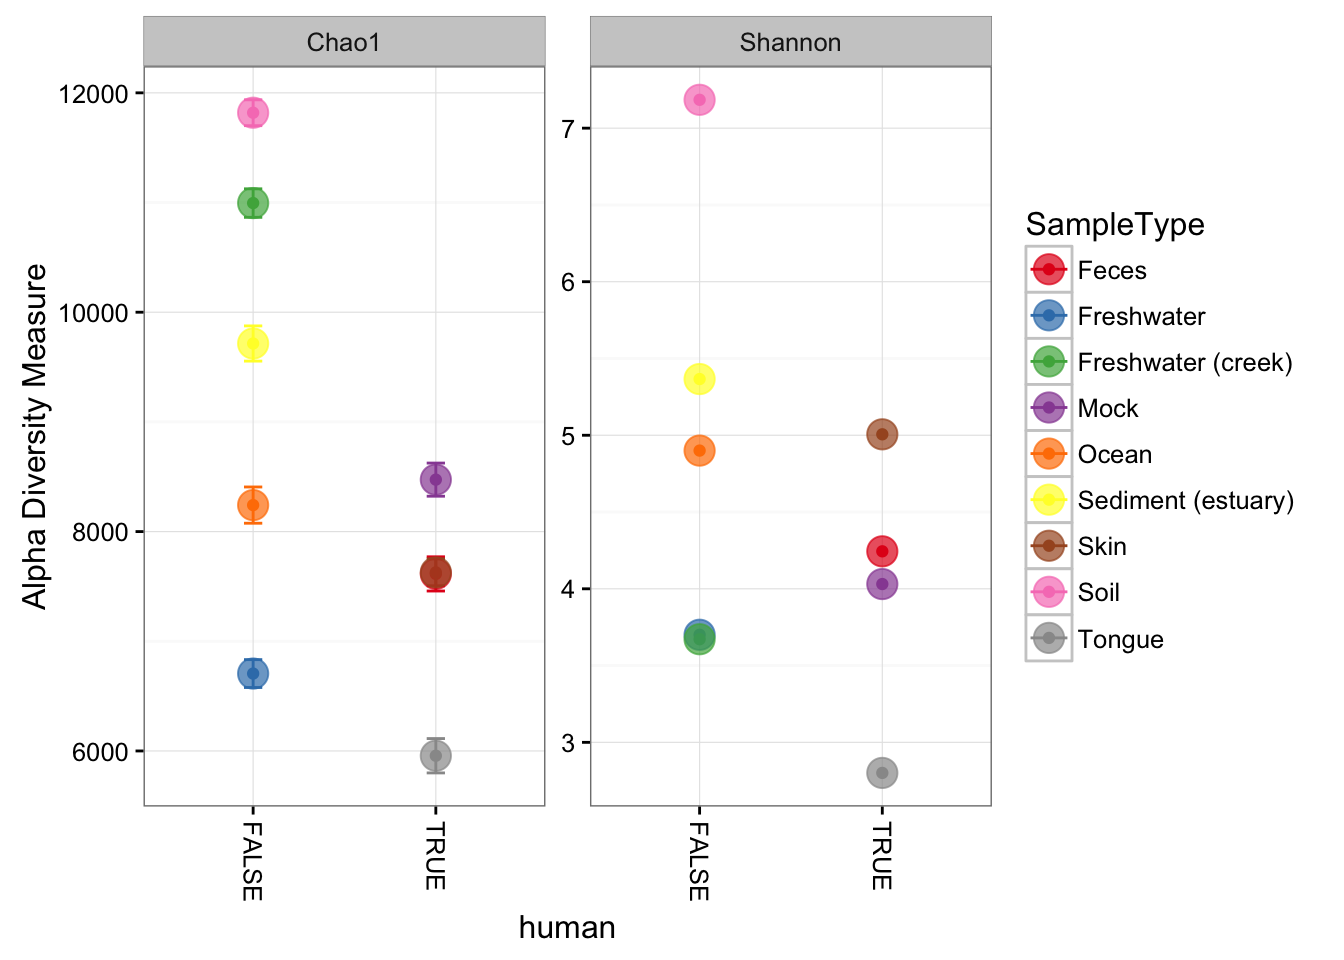 Chao1
Shannon
Alpha Diversity Measure
12000
10000
8000
6000
7
6
5
4
3
FALSE
TRUE
FALSE
TRUE
human
SampleType
Feces
Freshwater
Freshwater (creek)
Mock
Ocean
Sediment (estuary)
Skin
Soil
Tongue